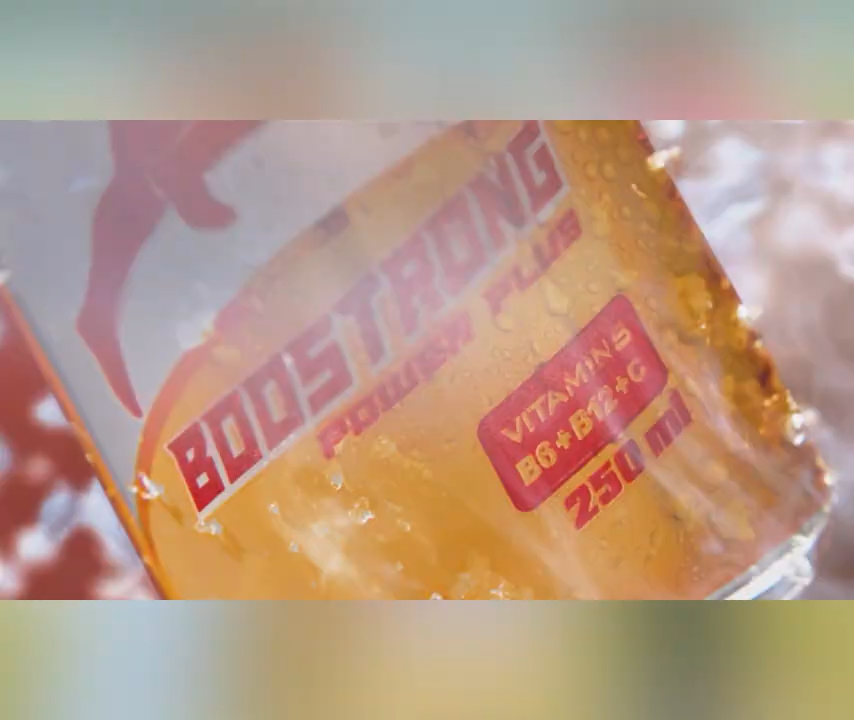 BOOSTRONG
POWER PLUS
VITAMINS
B6+B12+C
250 ml